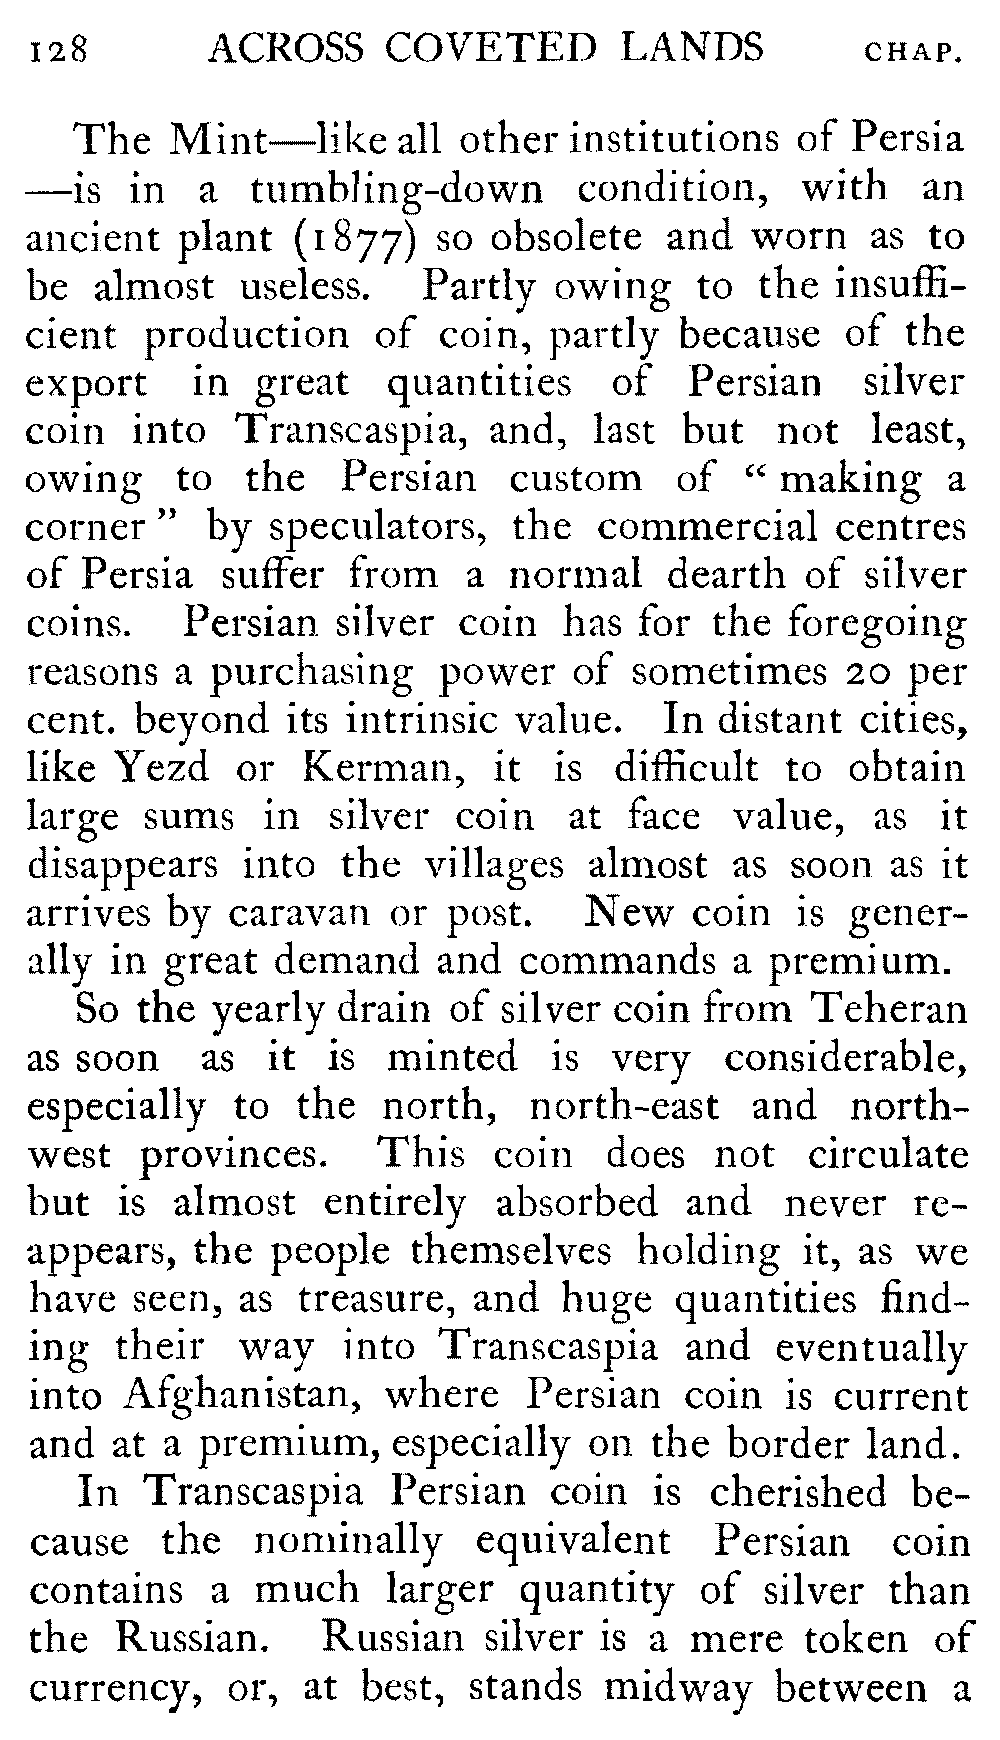 128 ACROSS COVETED LANDS CHAP.
The Mint—like all other institutions of Persia
—is in a tumbling-down condition, with an
ancient plant (1877) so obsolete and worn as to
be almost useless. Partly owing to the insuffi-
cient production of coin, partly because of the
export in great quantities of Persian silver
coin into Transcaspia, and, last but not least,
owing to the Persian custom of “ making a
corner ” by speculators, the commercial centres
of Persia suffer from a normal dearth of silver
coins. Persian silver coin has for the foregoing
reasons a purchasing power of sometimes 20 per
cent. beyond its intrinsic value. In distant cities,
like Yezd or Kerman, it is difficult to obtain
large sums in silver coin at face value, as it
disappears into the villages almost as soon as it
arrives by caravan or post. New coin is gener-
ally in great demand and commands a premium.
So the yearly drain of silver coin from Teheran
as soon as it is minted is very considerable,
especially to the north, north-east and north-
west provinces. This coin does not circulate
but is almost entirely absorbed and never re-
appears, the people themselves holding it, as we
have seen, as treasure, and huge quantities find-
ing their way into Transcaspia and eventually
into Afghanistan, where Persian coin is current
and at a premium, especially on the border land.
In Transcaspia Persian coin is cherished be-
cause the nominally equivalent Persian coin
contains a much larger quantity of silver than
the Russian. Russian silver is a mere token of
currency, or, at best, stands midway between a